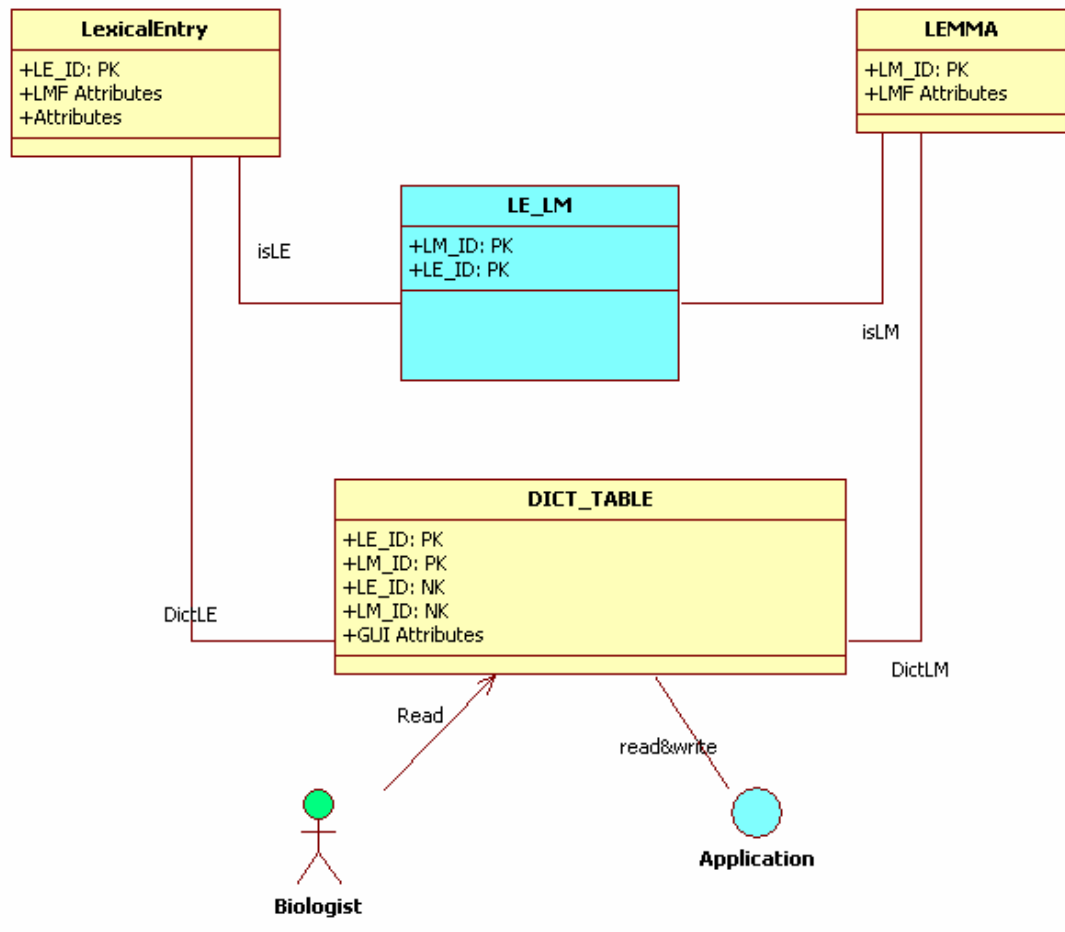 LexicalEntry
+LE_ID: PK
+LMF Attributes
+Attributes
LEMMA
+LM_ID: PK
+LMF Attributes
LE_LM
+LM_ID: PK
+LE_ID: PK
isLE
isLM
DICT_TABLE
+LE_ID: PK
+LM_ID: PK
+LE_ID: NK
+LM_ID: NK
+GUI Attributes
DictLE
DictLM
Read
read&write
Biologist
Application